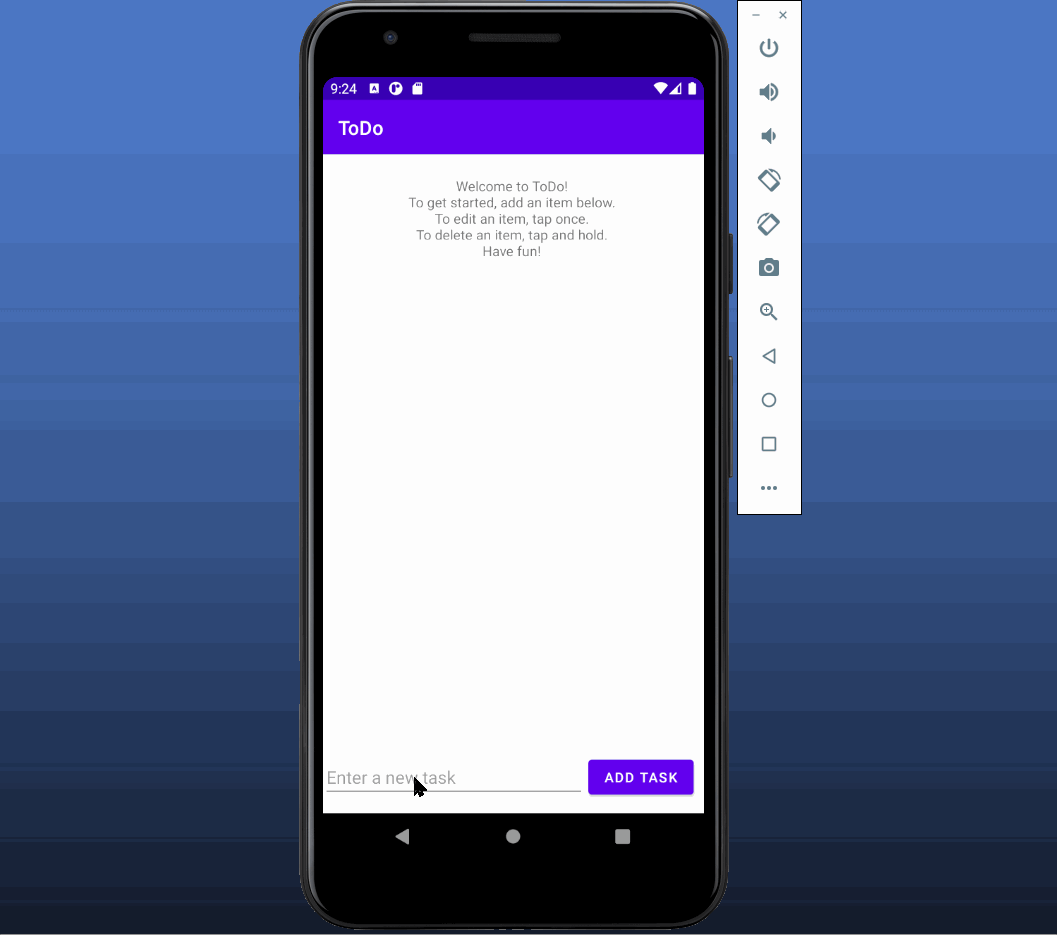 9:24
ToDo
Welcome to ToDo!
To get started, add an item below.
To edit an item, tap once.
To delete an item, tap and hold.
Have fun!
Enter a new task
ADD TASK